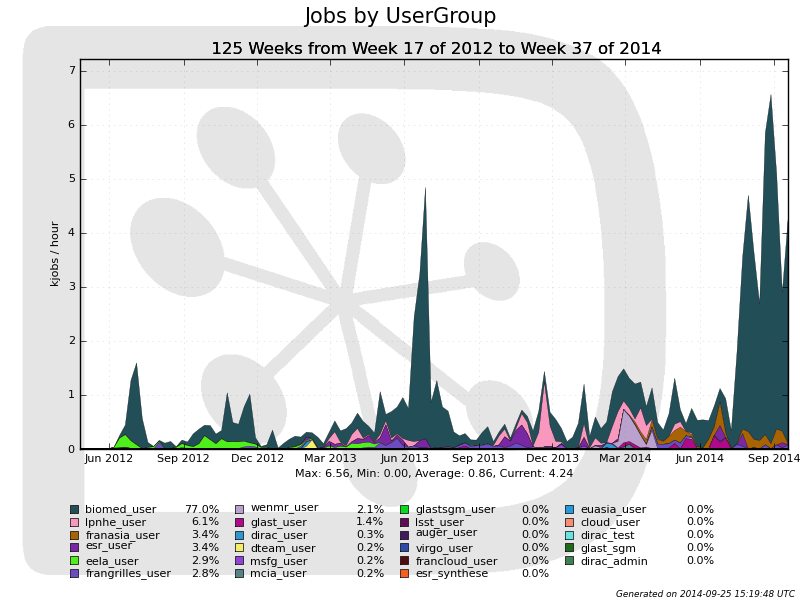 Jobs by UserGroup
125 Weeks from Week 17 of 2012 to Week 37 of 2014
7
6
5
4
3
2
1
0
kjobs / hour
Jun 2012 Sep 2012 Dec 2012 Mar 2013 Jun 2013 Sep 2013 Dec 2013 Mar 2014 Jun 2014 Sep 2014
Max: 6.56, Min: 0.00, Average: 0.86, Current: 4.24
biomed_user 77.0% wenmr_user 2.1% glastsgm_user 0.0% euasia_user 0.0%
lpnhe_user 6.1% glast_user 1.4% lsst_user 0.0% cloud_user 0.0%
franasia_user 3.4% dirac_user 0.3% auger_user 0.0% dirac_test 0.0%
esr_user 3.4% dteam_user 0.2% virgo_user 0.0% glast_sgm 0.0%
eela_user 2.9% msfg_user 0.2% francloud_user 0.0% dirac_admin 0.0%
frangrilles_user 2.8% mcia_user 0.2% esr_synthese 0.0%
Generated on 2014-09-25 15:19:48 UTC